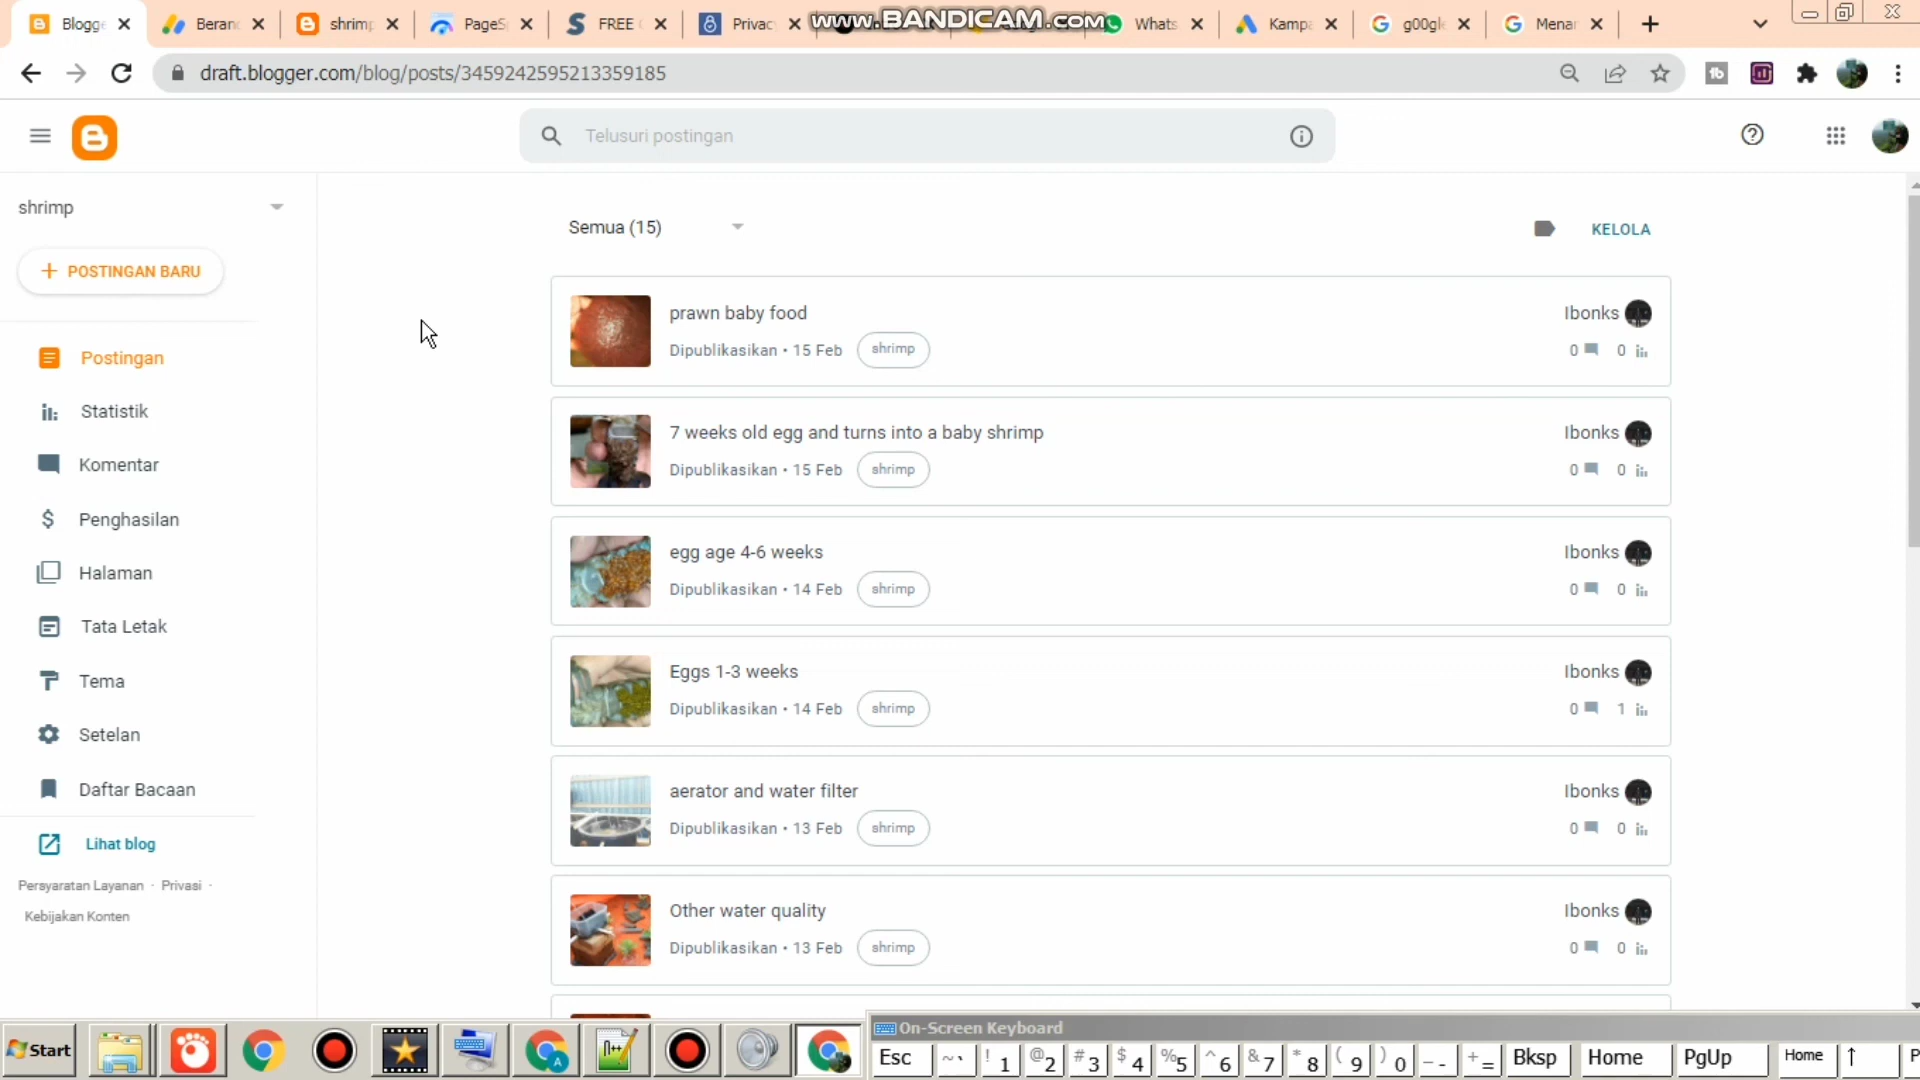 Blogge
Beran
shrimp
PageS
FREE
Privac
www.BANDICAM.com
Whats
Kampa
g00gle
Menar
draft.blogger.com/blog/posts/3459242595213359185
Telusuri postingan
shrimp
Semua (15)
KELOLA
POSTINGAN BARU
Postingan
Statistik
Komentar
Penghasilan
Halaman
Tata Letak
Tema
Setelan
Daftar Bacaan
Lihat blog
Persyaratan Layanan · Privasi ·
Kebijakan Konten
prawn baby food
Ibonks
Dipublikasikan • 15 Feb shrimp
0 0
7 weeks old egg and turns into a baby shrimp
Ibonks
Dipublikasikan • 15 Feb shrimp
0 0
egg age 4-6 weeks
Ibonks
Dipublikasikan • 14 Feb shrimp
0 0
Eggs 1-3 weeks
Ibonks
Dipublikasikan • 14 Feb shrimp
0 1
aerator and water filter
Ibonks
Dipublikasikan • 13 Feb shrimp
0 0
Other water quality
Ibonks
Dipublikasikan • 13 Feb shrimp
0 0
Start
On-Screen Keyboard
Esc ~ ` ! 1 @ 2 # 3 $ 4 % 5 ^ 6 & 7 * 8 ( 9 ) 0 _ - + = Bksp Home PgUp Home ↑ P